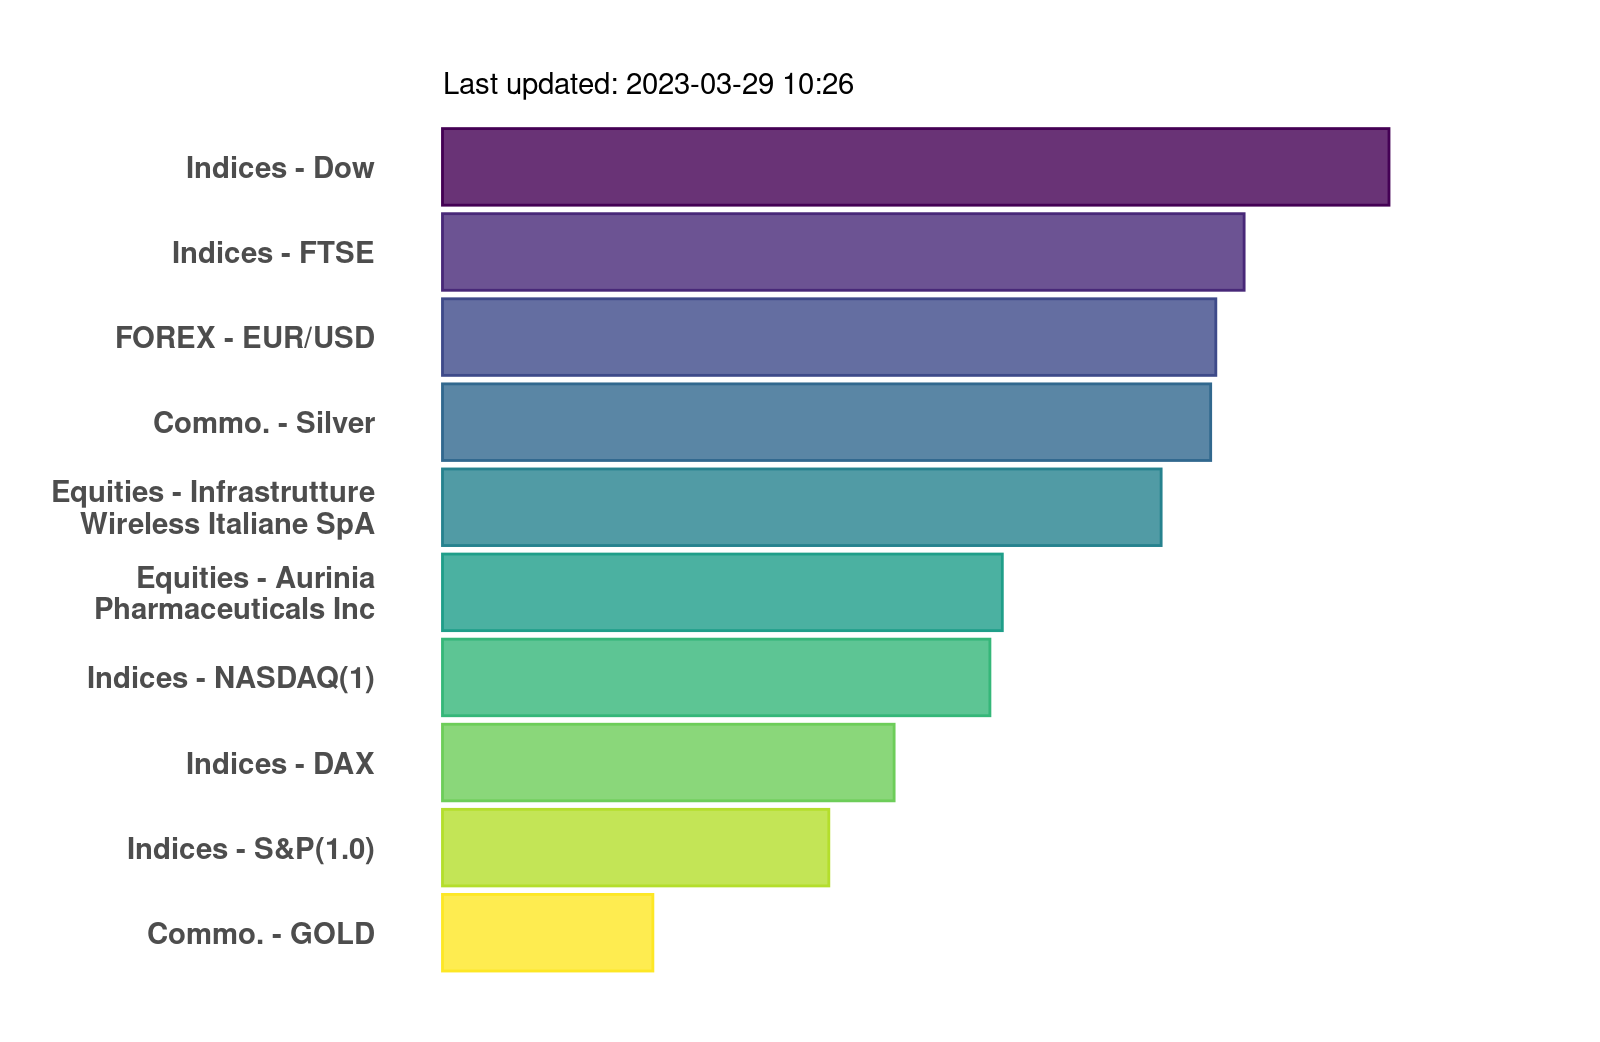 Last updated: 2023-03-29 10:26
Indices - Dow
Indices - FTSE
FOREX - EUR/USD
Commo. - Silver
Equities - Infrastrutture
Wireless Italiane SpA
Equities - Aurinia
Pharmaceuticals Inc
Indices - NASDAQ(1)
Indices - DAX
Indices - S&P(1.0)
Commo. - GOLD